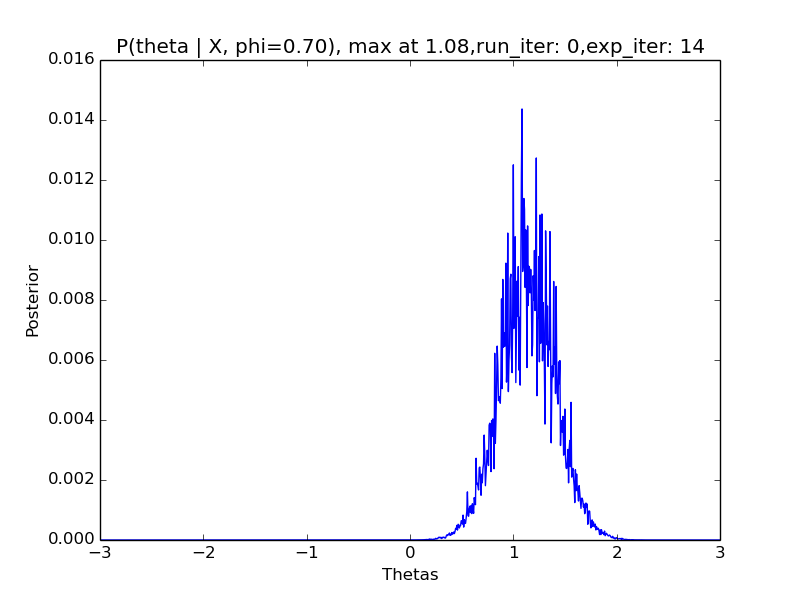 P(theta | X, phi=0.70), max at 1.08,run_iter: 0,exp_iter: 14
0.016
0.014
0.012
0.010
0.008
0.006
0.004
0.002
0.000
Posterior
−3 −2 −1 0 1 2 3
Thetas